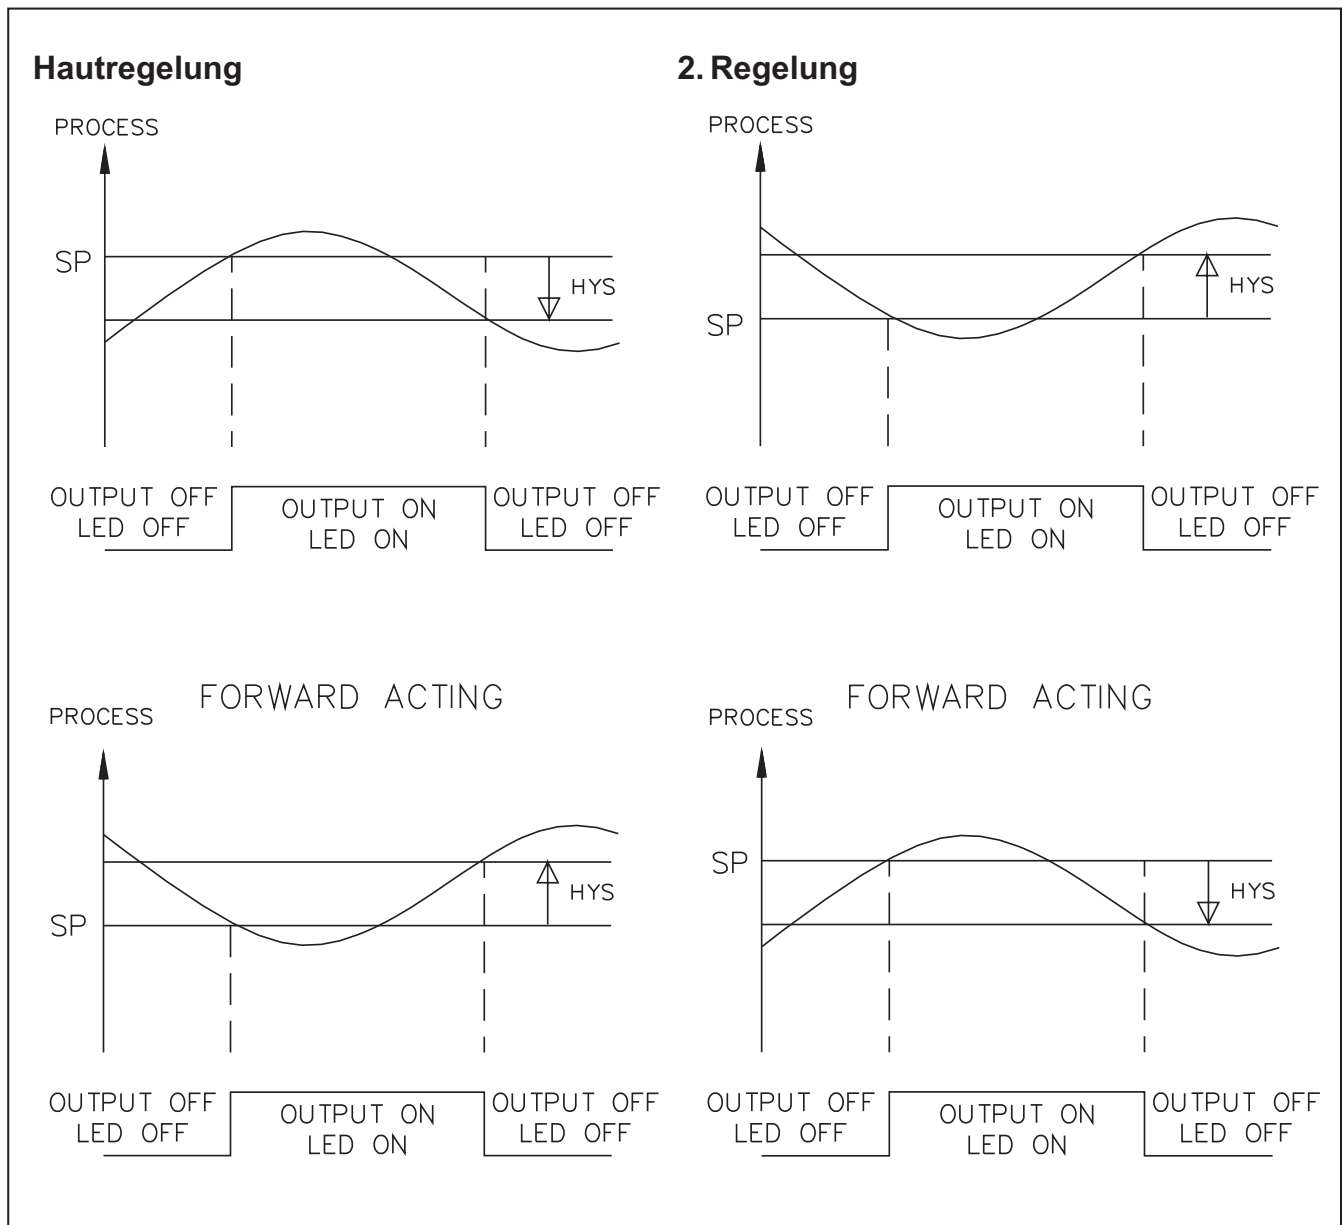 Hautregelung
PROCESS
SP
HYS
OUTPUT OFF
LED OFF
OUTPUT ON
LED ON
OUTPUT OFF
LED OFF
2. Regelung
PROCESS
HYS
SP
OUTPUT OFF
LED OFF
OUTPUT ON
LED ON
OUTPUT OFF
LED OFF
FORWARD ACTING
PROCESS
HYS
SP
OUTPUT OFF
LED OFF
OUTPUT ON
LED ON
OUTPUT OFF
LED OFF
FORWARD ACTING
PROCESS
SP
HYS
OUTPUT OFF
LED OFF
OUTPUT ON
LED ON
OUTPUT OFF
LED OFF